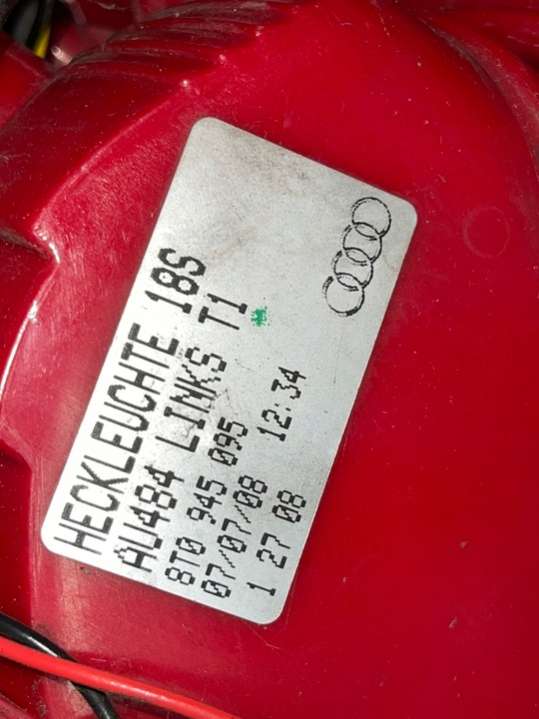 HECKLEUCHTE 18S
AU484 LINKS T1
8T0 945 095
07/07/08 12:34
1 27 08